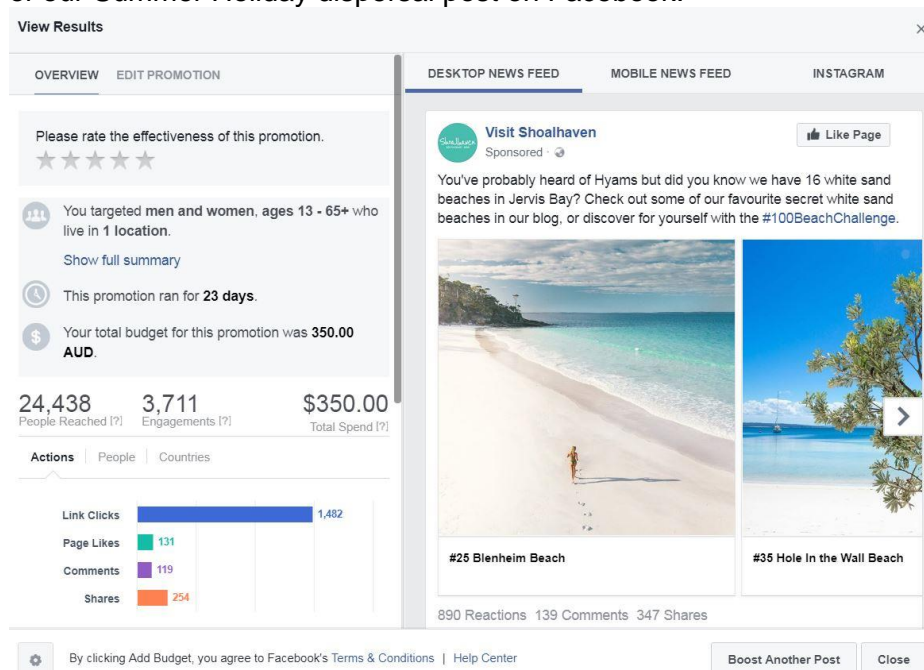 of our Summer Holiday dispersal post on Facebook.
View Results
OVERVIEW EDIT PROMOTION
Please rate the effectiveness of this promotion.
You targeted men and women, ages 13 - 65+ who
live in 1 location.
Show full summary
This promotion ran for 23 days.
Your total budget for this promotion was 350.00
AUD.
24,438 3,711 $350.00
People Reached [?] Engagements [?] Total Spend [?]
Actions People Countries
Link Clicks 1,482
Page Likes 131
Comments 119
Shares 254
DESKTOP NEWS FEED MOBILE NEWS FEED INSTAGRAM
Shoalhaven
Visit Shoalhaven
Like Page
Sponsored
You've probably heard of Hyams but did you know we have 16 white sand
beaches in Jervis Bay? Check out some of our favourite secret white sand
beaches in our blog, or discover for yourself with the #100BeachChallenge.
#25 Blenheim Beach
#35 Hole In the Wall Beach
890 Reactions 139 Comments 347 Shares
By clicking Add Budget, you agree to Facebook's Terms & Conditions | Help Center
Boost Another Post Close